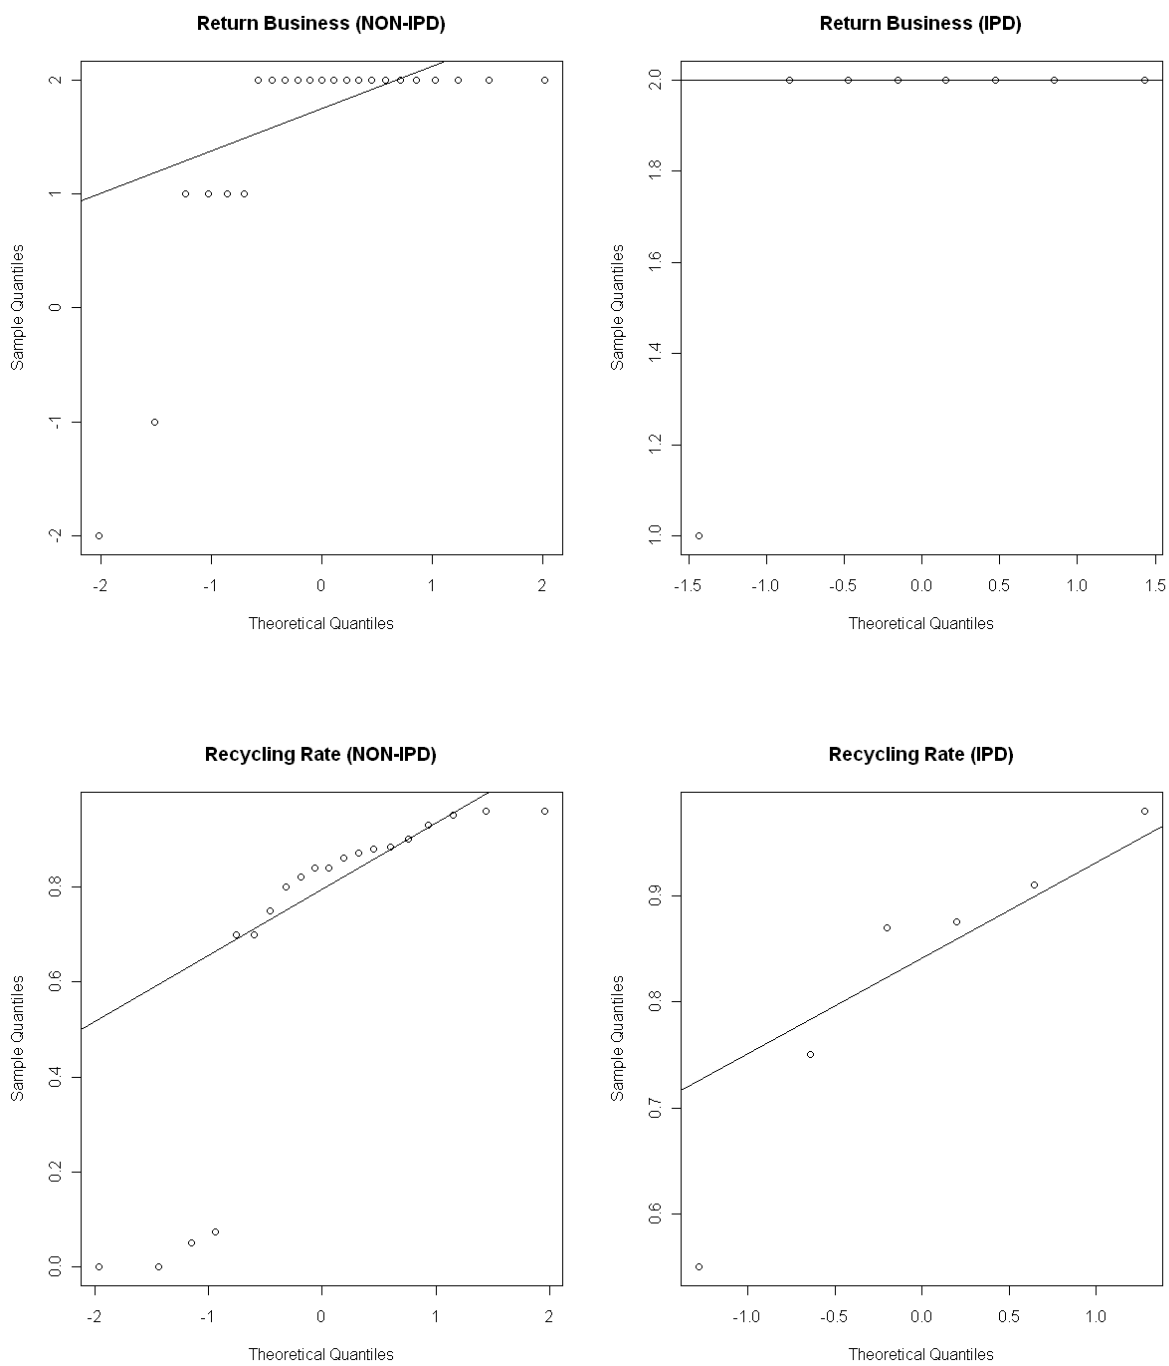 Return Business (NON-IPD)
Sample Quantiles
2
1
0
-1
-2
-2 -1 0 1 2
Theoretical Quantiles
Return Business (IPD)
Sample Quantiles
2.0
1.8
1.6
1.4
1.2
1.0
-1.5 -1.0 -0.5 0.0 0.5 1.0 1.5
Theoretical Quantiles
Recycling Rate (NON-IPD)
Sample Quantiles
0.8
0.6
0.4
0.2
0.0
-2 -1 0 1 2
Theoretical Quantiles
Recycling Rate (IPD)
Sample Quantiles
0.9
0.8
0.7
0.6
-1.0 -0.5 0.0 0.5 1.0
Theoretical Quantiles